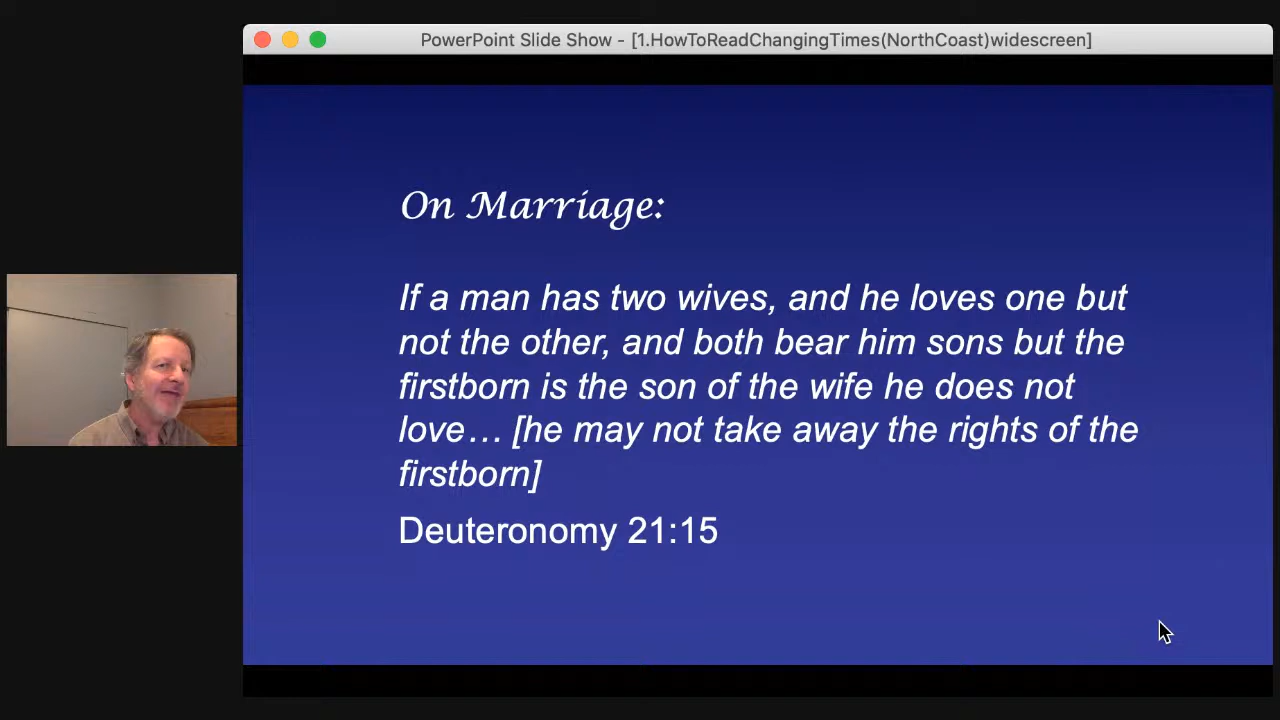 PowerPoint Slide Show - [1.HowToReadChangingTimes(NorthCoast)widescreen]
On Marriage:
If a man has two wives, and he loves one but
not the other, and both bear him sons but the
firstborn is the son of the wife he does not
love… [he may not take away the rights of the
firstborn]
Deuteronomy 21:15